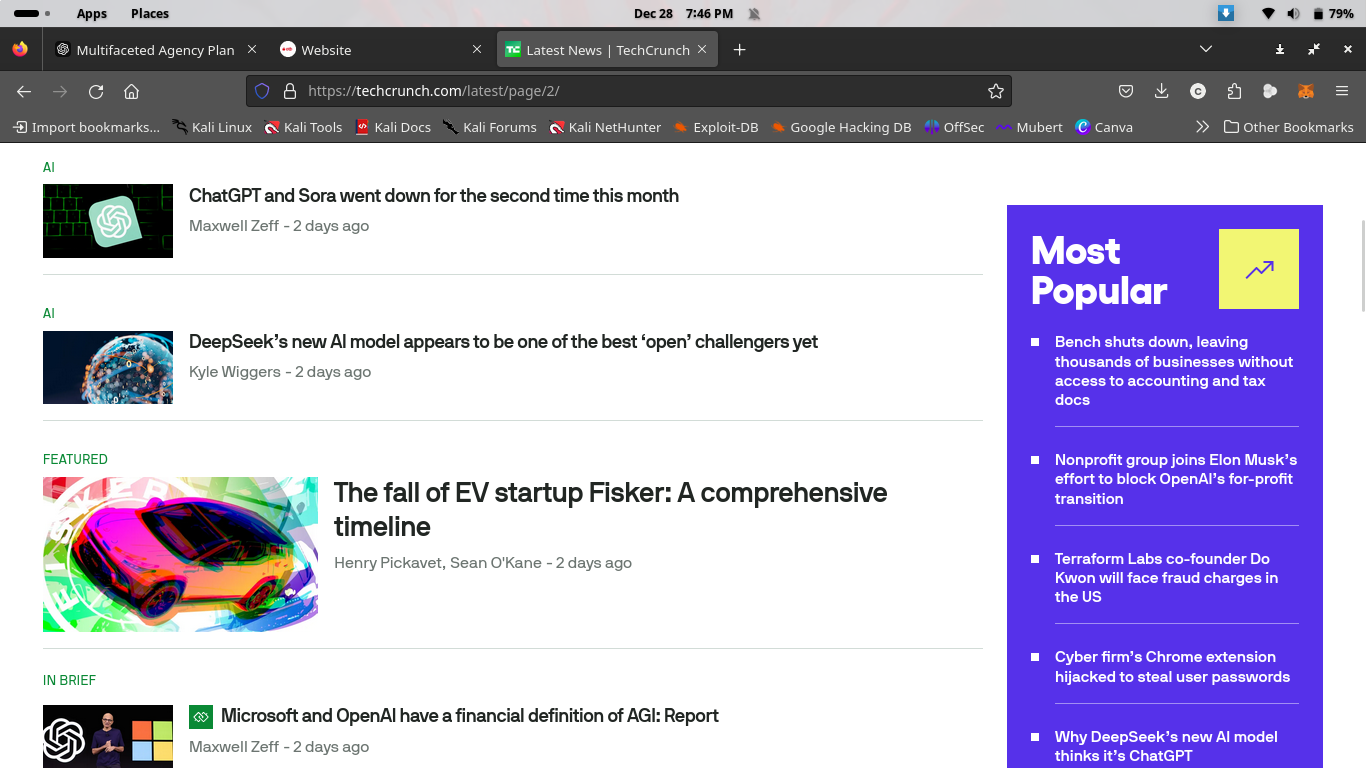 Apps Places Dec 28 7:46 PM 79%
Multifaceted Agency Plan Website Latest News | TechCrunch
https://techcrunch.com/latest/page/2/
Import bookmarks... Kali Linux Kali Tools Kali Docs Kali Forums Kali NetHunter Exploit-DB Google Hacking DB OffSec Mubert Canva Other Bookmarks
AI
ChatGPT and Sora went down for the second time this month
Maxwell Zeff - 2 days ago
AI
DeepSeek’s new AI model appears to be one of the best ‘open’ challengers yet
Kyle Wiggers - 2 days ago
FEATURED
The fall of EV startup Fisker: A comprehensive
timeline
Henry Pickavet, Sean O'Kane - 2 days ago
IN BRIEF
Microsoft and OpenAI have a financial definition of AGI: Report
Maxwell Zeff - 2 days ago
Most
Popular
Bench shuts down, leaving
thousands of businesses without
access to accounting and tax
docs
Nonprofit group joins Elon Musk’s
effort to block OpenAI’s for-profit
transition
Terraform Labs co-founder Do
Kwon will face fraud charges in
the US
Cyber firm’s Chrome extension
hijacked to steal user passwords
Why DeepSeek’s new AI model
thinks it’s ChatGPT